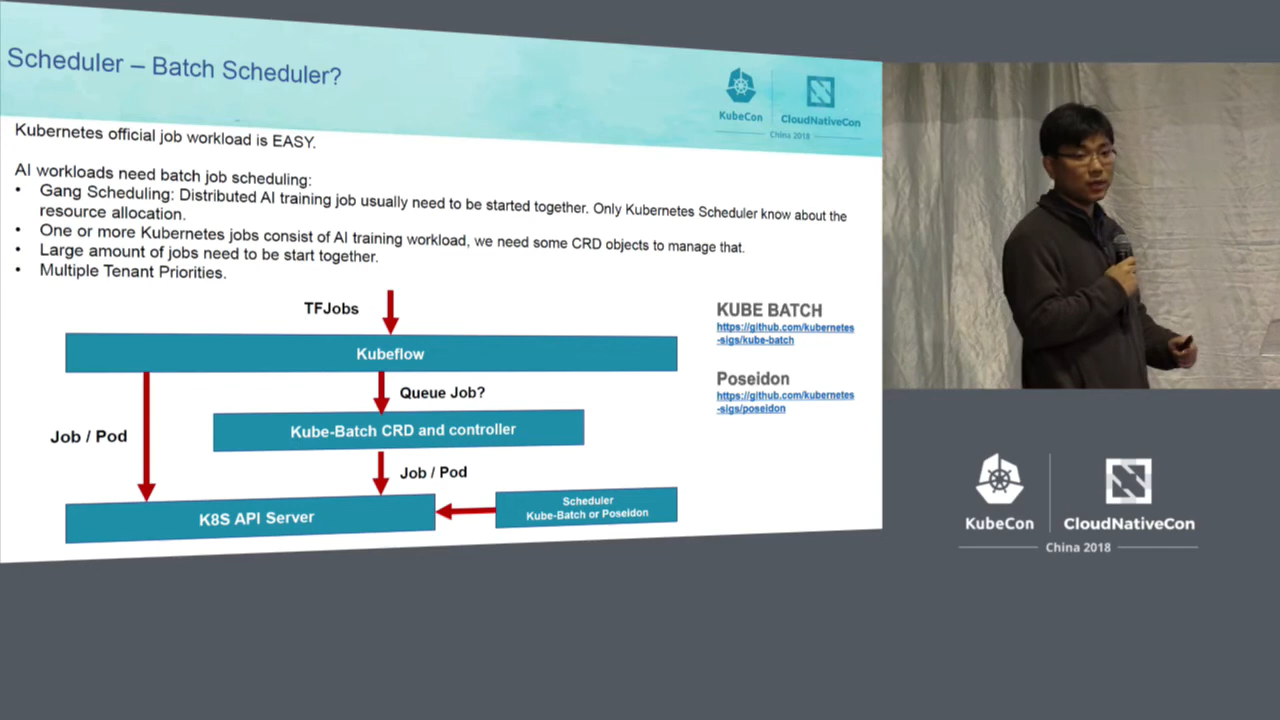 Scheduler – Batch Scheduler?
KubeCon
CloudNativeCon
China 2018
Kubernetes official job workload is EASY.
AI workloads need batch job scheduling:
• Gang Scheduling: Distributed AI training job usually need to be started together. Only Kubernetes Scheduler know about the
resource allocation.
• One or more Kubernetes jobs consist of AI training workload, we need some CRD objects to manage that.
• Large amount of jobs need to be start together.
• Multiple Tenant Priorities.
TFJobs
Kubeflow
Queue Job?
Job / Pod
Kube-Batch CRD and controller
Job / Pod
K8S API Server
Scheduler
Kube-Batch or Poseidon
KUBE BATCH
https://github.com/kubernetes
-sigs/kube-batch
Poseidon
https://github.com/kubernetes
-sigs/poseidon
KubeCon
CloudNativeCon
China 2018